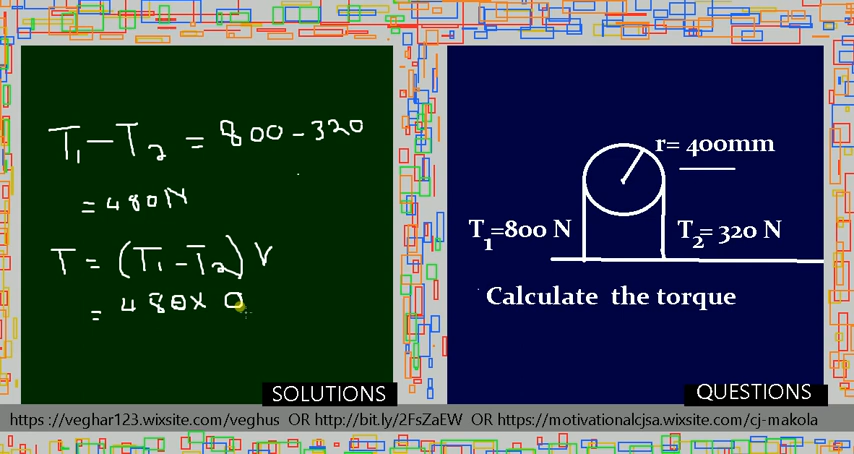 T₁ – T₂ = 800 – 320
= 480N
T = (T₁ – T₂) r
= 480 x 0
SOLUTIONS
r= 400mm
T₁=800 N
T₂= 320 N
Calculate the torque
QUESTIONS
https://veghar123.wixsite.com/veghus OR http://bit.ly/2FsZaEW OR https://motivationalcjsa.wixsite.com/cj-makola